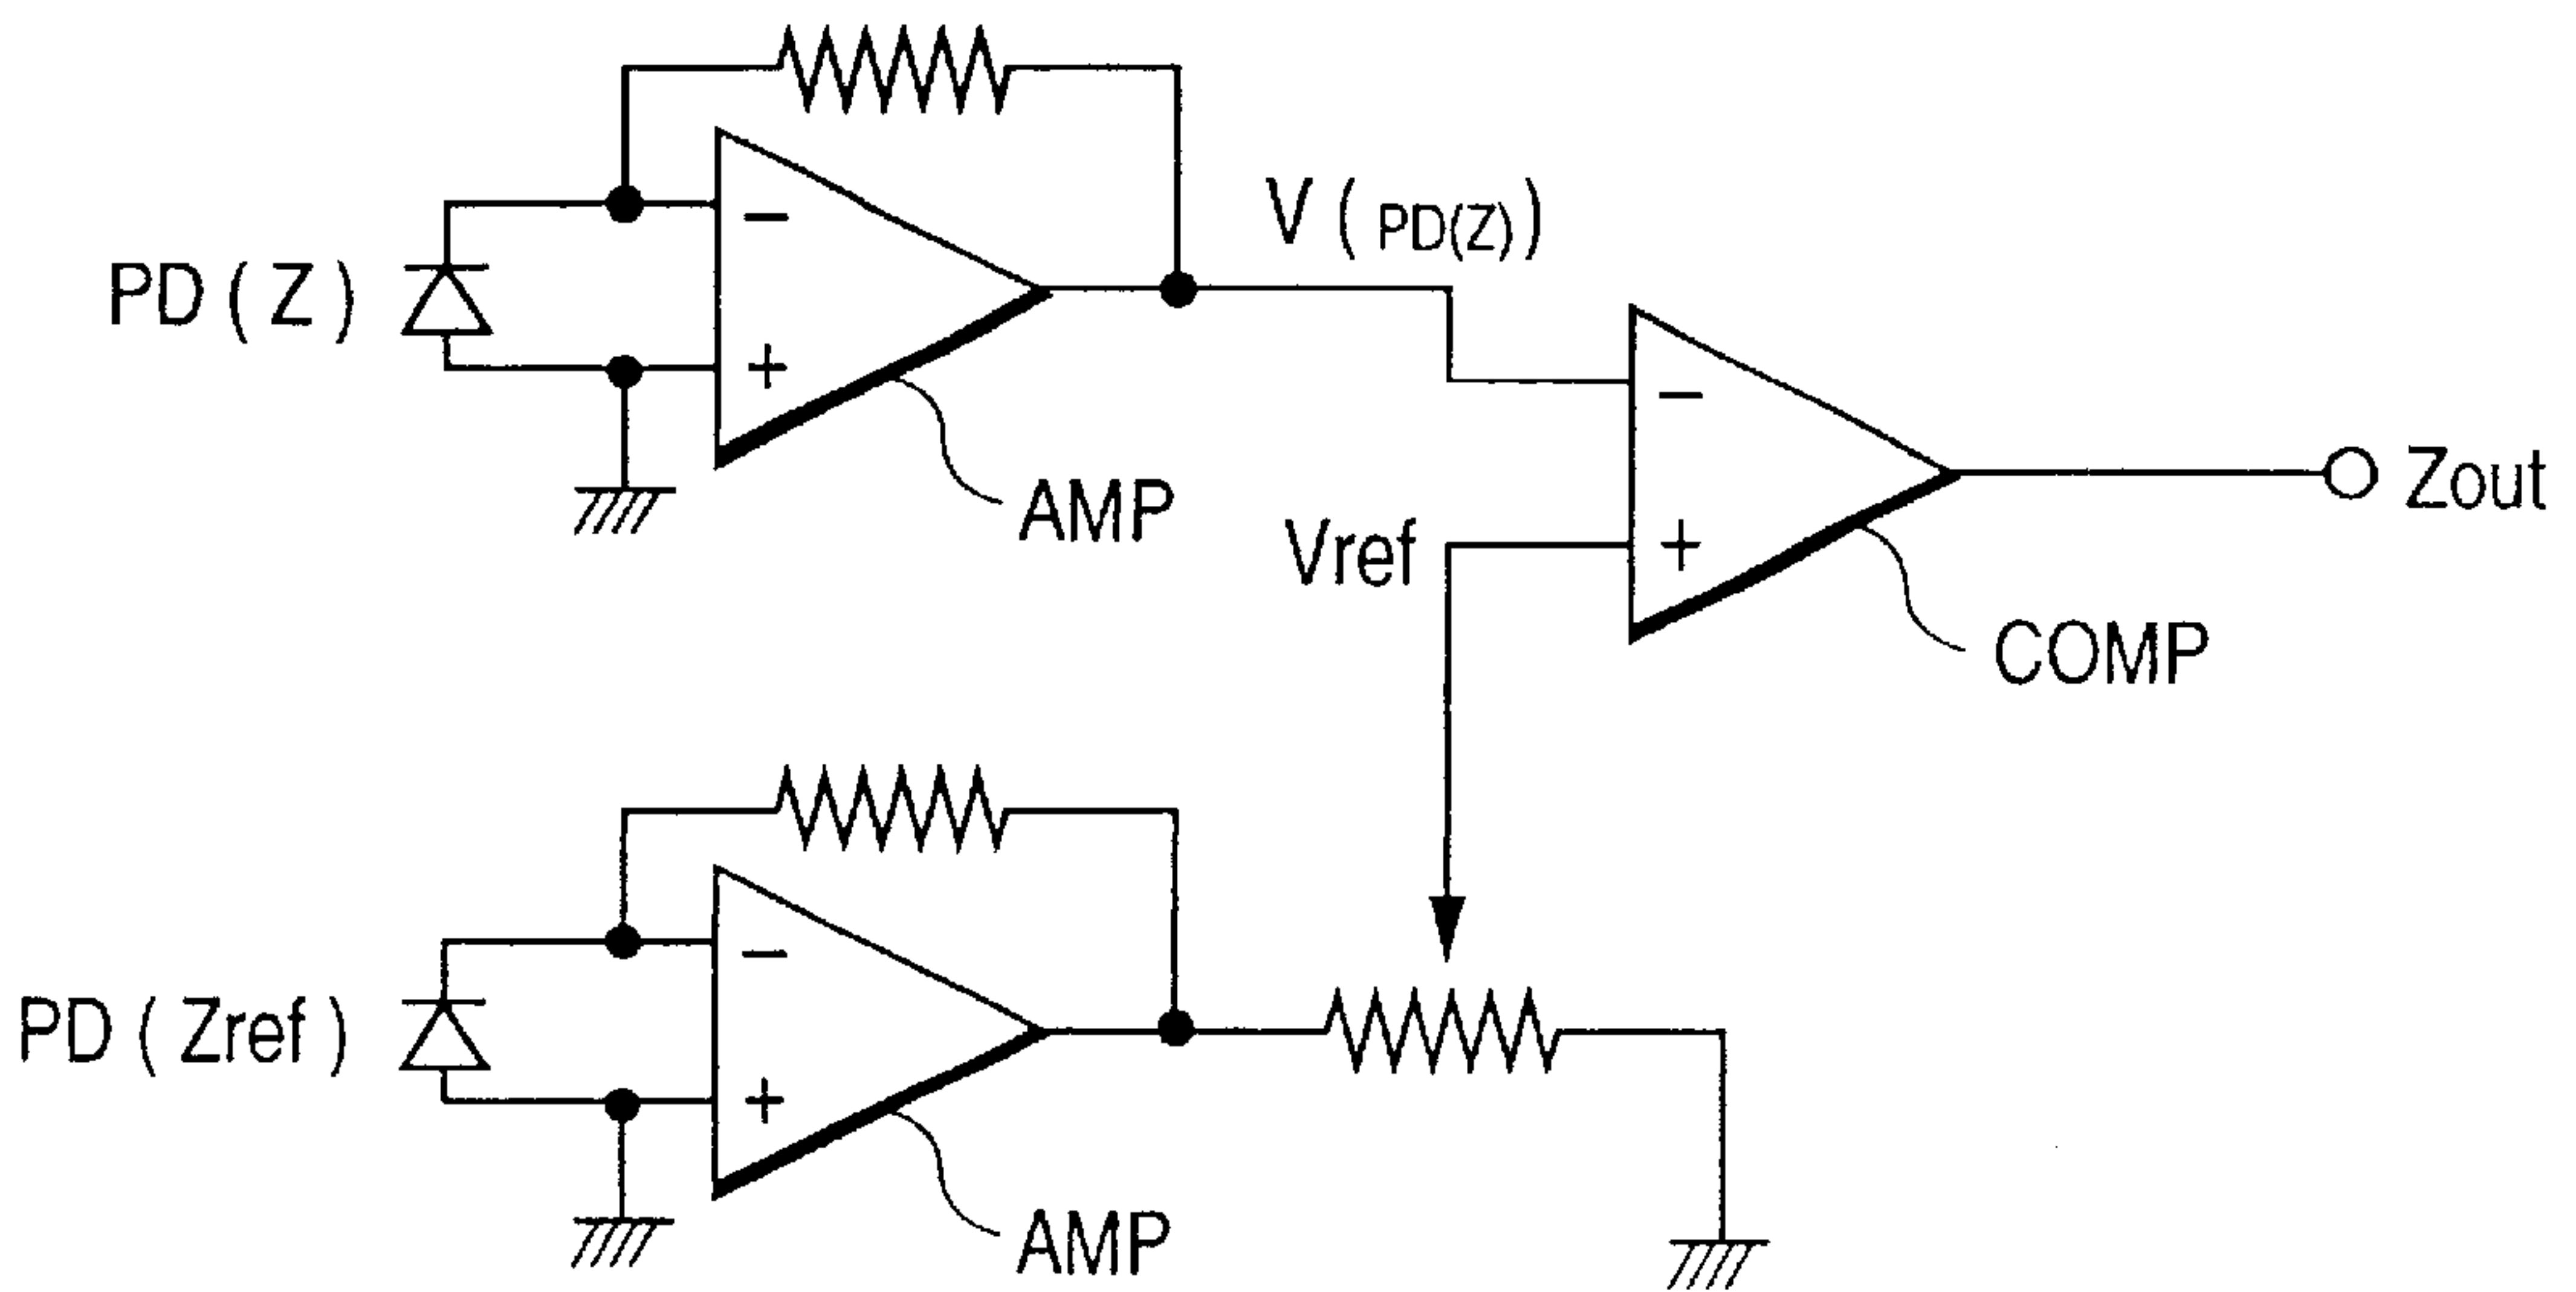 PD ( Z )
−
+
AMP
V ( PD(Z) )
−
+
Vref
Zout
COMP
PD ( Zref )
−
+
AMP